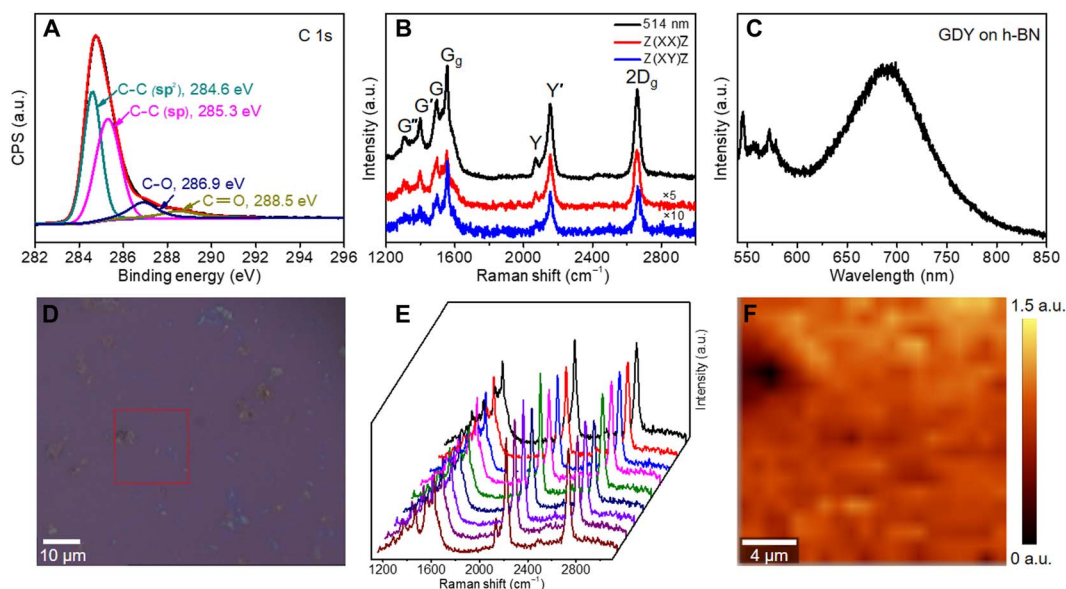 A
C 1s
C–C (sp²), 284.6 eV
C–C (sp), 285.3 eV
C–O, 286.9 eV
C=O, 288.5 eV
CPS (a.u.)
282 284 286 288 290 292 294 296
Binding energy (eV)
B
514 nm
Z(XX)Z̅
Z(XY)Z̅
G" G' G G_g Y Y' 2D_g
×5
×10
Intensity (a.u.)
1200 1600 2000 2400 2800
Raman shift (cm⁻¹)
C
GDY on h-BN
Intensity (a.u.)
550 600 650 700 750 800 850
Wavelength (nm)
D
10 µm
E
Intensity (a.u.)
1200 1600 2000 2400 2800
Raman shift (cm⁻¹)
F
4 µm
1.5 a.u.
0 a.u.